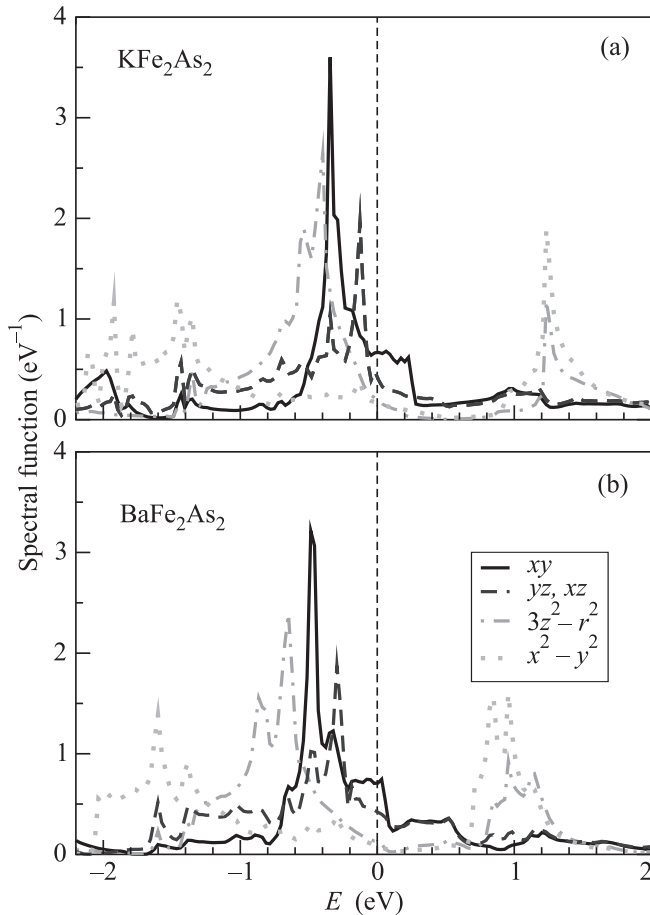 4
(a)
KFe₂As₂
3
2
1
0
Spectral function (eV⁻¹)
4
(b)
BaFe₂As₂
3
xy
yz, xz
3z² – r²
x² – y²
2
1
0
–2 –1 0 1 2
E (eV)